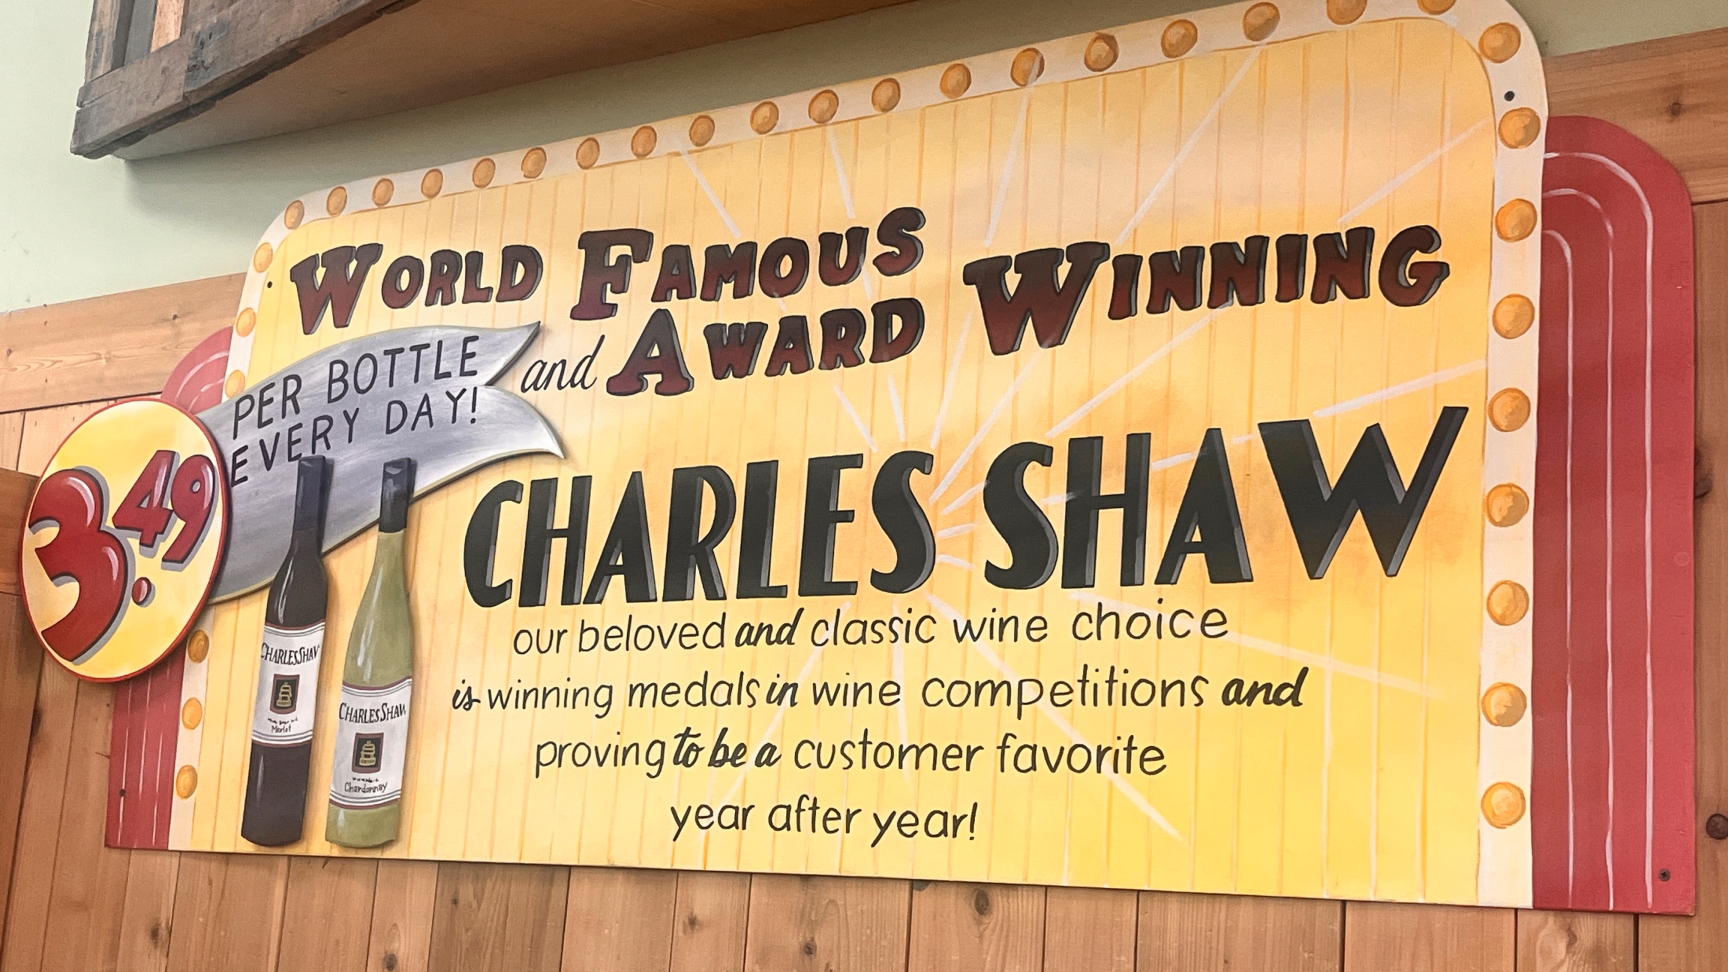 World Famous
and Award Winning
PER BOTTLE
EVERY DAY!
3.49
CHARLES SHAW
our beloved and classic wine choice
is winning medals in wine competitions and
proving to be a customer favorite
year after year!
CHARLES SHAW
Merlot
CHARLES SHAW
Chardonnay